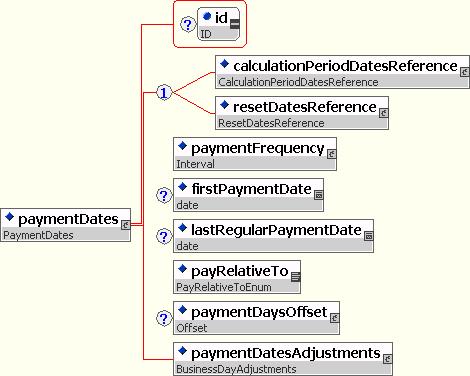 id
ID
1
calculationPeriodDatesReference
CalculationPeriodDatesReference
resetDatesReference
ResetDatesReference
paymentFrequency
Interval
?
firstPaymentDate
date
paymentDates
PaymentDates
?
lastRegularPaymentDate
date
payRelativeTo
PayRelativeToEnum
?
paymentDaysOffset
Offset
paymentDatesAdjustments
BusinessDayAdjustments